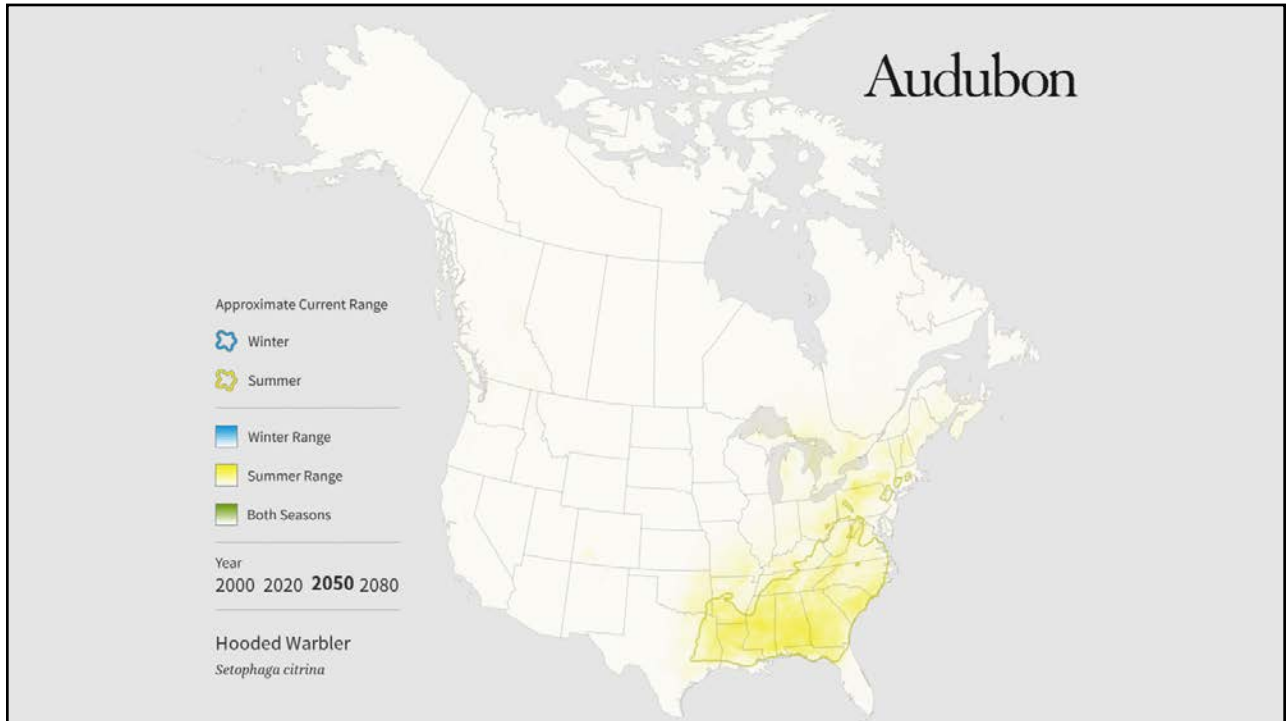 Audubon
Approximate Current Range
Winter
Summer
Winter Range
Summer Range
Both Seasons
Year
2000 2020 2050 2080
Hooded Warbler
Setophaga citrina